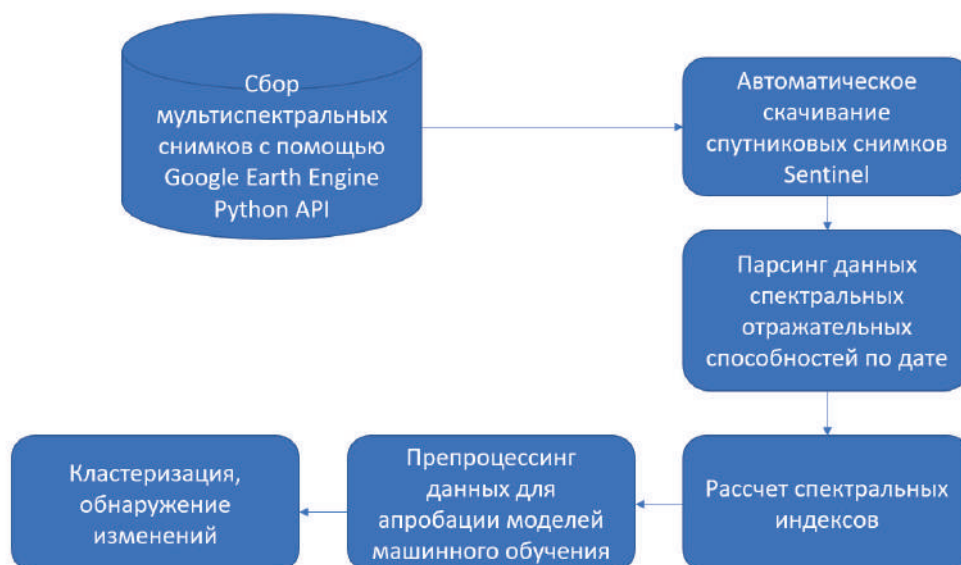 Сбор
мультиспектральных
снимков с помощью
Google Earth Engine
Python API
Автоматическое
скачивание
спутниковых снимков
Sentinel
Парсинг данных
спектральных
отражательных
способностей по дате
Рассчет спектральных
индексов
Препроцессинг
данных для
апробации моделей
машинного обучения
Кластеризация,
обнаружение
изменений